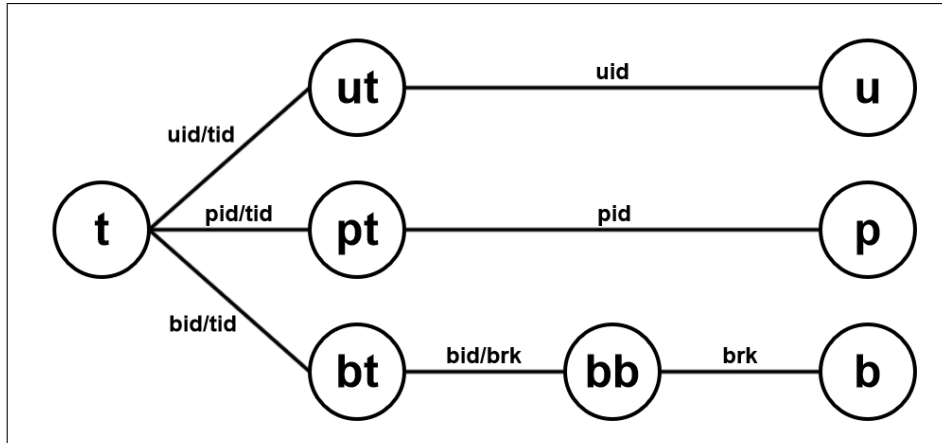 ut
uid
u
uid/tid
t
pid/tid
pt
pid
p
bid/tid
bt
bid/brk
bb
brk
b